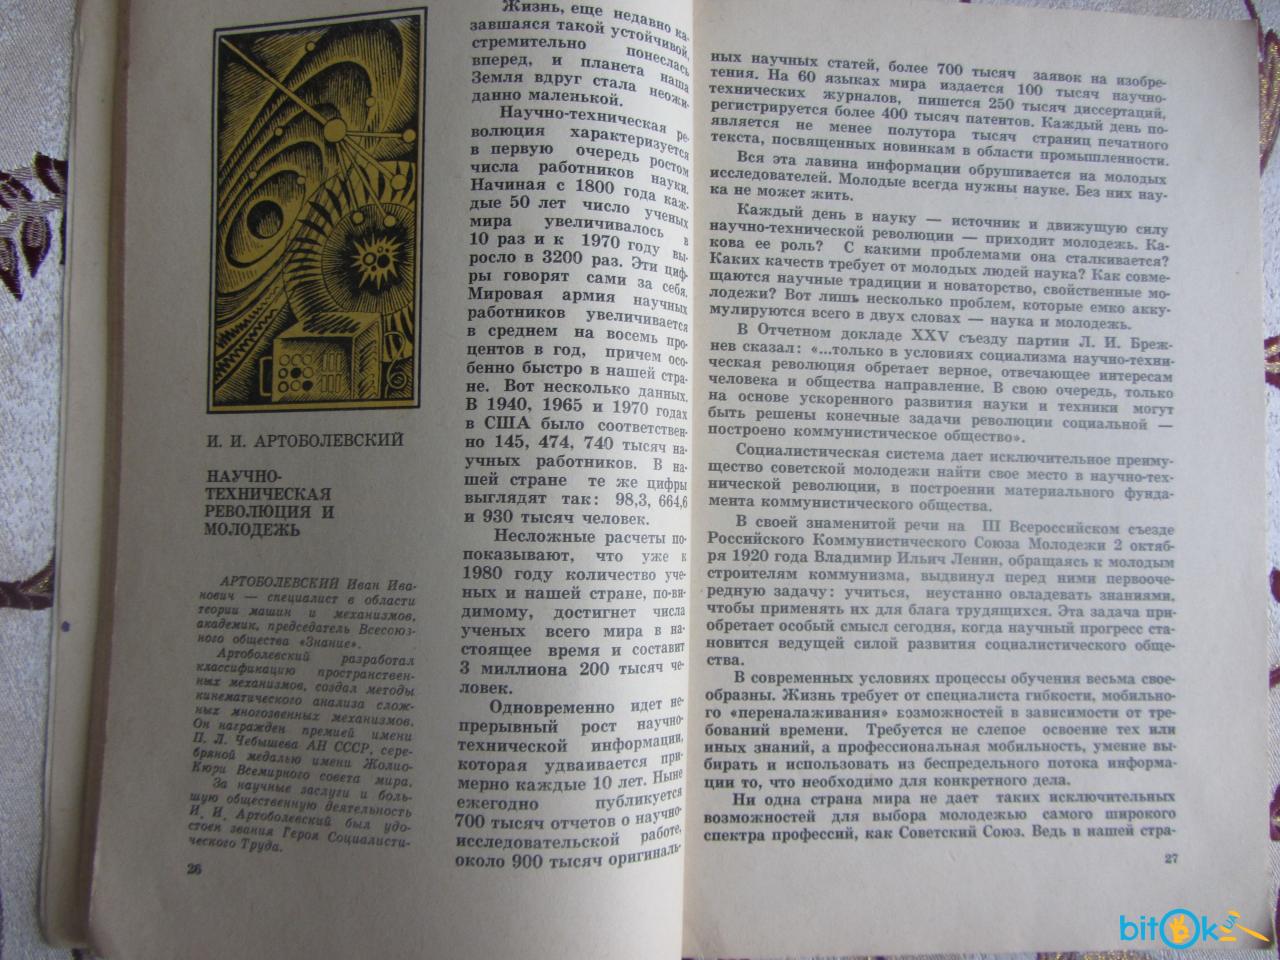 И. И. АРТОБОЛЕВСКИЙ
НАУЧНО-
ТЕХНИЧЕСКАЯ
РЕВОЛЮЦИЯ И
МОЛОДЕЖЬ
АРТОБОЛЕВСКИЙ Иван Ива-
нович — специалист в области
теории машин и механизмов,
академик, председатель Всесоюз-
ного общества «Знание».
Артоболевский разработал
классификацию пространствен-
ных механизмов, создал методы
кинематического анализа слож-
ных многозвенных механизмов.
Он награжден премией имени
П. Л. Чебышева АН СССР, сере-
бряной медалью имени Жолио-
Кюри Всемирного совета мира.
За научные заслуги и боль-
шую общественную деятельность
И. И. Артоболевский был удо-
стоен звания Героя Социалисти-
ческого Труда.
26
Жизнь, еще недавно ка-
завшаяся такой устойчивой,
стремительно понеслась
вперед, и планета наша
Земля вдруг стала неожи-
данно маленькой.
Научно-техническая ре-
волюция характеризуется
в первую очередь ростом
числа работников науки.
Начиная с 1800 года каж-
дые 50 лет число ученых
мира увеличивалось в
10 раз и к 1970 году вы-
росло в 3200 раз. Эти циф-
ры говорят сами за себя.
Мировая армия научных
работников увеличивается
в среднем на восемь про-
центов в год, причем осо-
бенно быстро в нашей стра-
не. Вот несколько данных.
В 1940, 1965 и 1970 годах
в США было соответствен-
но 145, 474, 740 тысяч на-
учных работников. В на-
шей стране те же цифры
выглядят так: 98,3, 664,6
и 930 тысяч человек.
Несложные расчеты по-
показывают, что уже к
1980 году количество уче-
ных и нашей стране, по-ви-
димому, достигнет числа
ученых всего мира в на-
стоящее время и составит
3 миллиона 200 тысяч че-
ловек.
Одновременно идет не-
прерывный рост научно-
технической информации,
которая удваивается при-
мерно каждые 10 лет. Ныне
ежегодно публикуется
700 тысяч отчетов о научно-
исследовательской работе,
около 900 тысяч оригиналь-
ных научных статей, более 700 тысяч заявок на изобре-
тения. На 60 языках мира издается 100 тысяч научно-
технических журналов, пишется 250 тысяч диссертаций,
регистрируется более 400 тысяч патентов. Каждый день по-
является не менее полутора тысяч страниц печатного
текста, посвященных новинкам в области промышленности.
Вся эта лавина информации обрушивается на молодых
исследователей. Молодые всегда нужны науке. Без них нау-
ка не может жить.
Каждый день в науку — источник и движущую силу
научно-технической революции — приходит молодежь. Ка-
кова ее роль? С какими проблемами она сталкивается?
Каких качеств требует от молодых людей наука? Как совме-
щаются научные традиции и новаторство, свойственные мо-
лодежи? Вот лишь несколько проблем, которые емко акку-
мулируются всего в двух словах — наука и молодежь.
В Отчетном докладе XXV съезду партии Л. И. Бреж-
нев сказал: «...только в условиях социализма научно-техни-
ческая революция обретает верное, отвечающее интересам
человека и общества направление. В свою очередь, только
на основе ускоренного развития науки и техники могут
быть решены конечные задачи революции социальной —
построено коммунистическое общество».
Социалистическая система дает исключительное преиму-
щество советской молодежи найти свое место в научно-тех-
нической революции, в построении материального фунда-
мента коммунистического общества.
В своей знаменитой речи на III Всероссийском съезде
Российского Коммунистического Союза Молодежи 2 октяб-
ря 1920 года Владимир Ильич Ленин, обращаясь к молодым
строителям коммунизма, выдвинул перед ними первооче-
редную задачу: учиться, неустанно овладевать знаниями,
чтобы применять их для блага трудящихся. Эта задача при-
обретает особый смысл сегодня, когда научный прогресс ста-
новится ведущей силой развития социалистического обще-
ства.
В современных условиях процессы обучения весьма свое-
образны. Жизнь требует от специалиста гибкости, мобильно-
го «переналаживания» возможностей в зависимости от тре-
бований времени. Требуется не слепое освоение тех или
иных знаний, а профессиональная мобильность, умение вы-
бирать и использовать из беспредельного потока информа-
ции то, что необходимо для конкретного дела.
Ни одна страна мира не дает таких исключительных
возможностей для выбора молодежью самого широкого
спектра профессий, как Советский Союз. Ведь в нашей стра-
27
bitOk